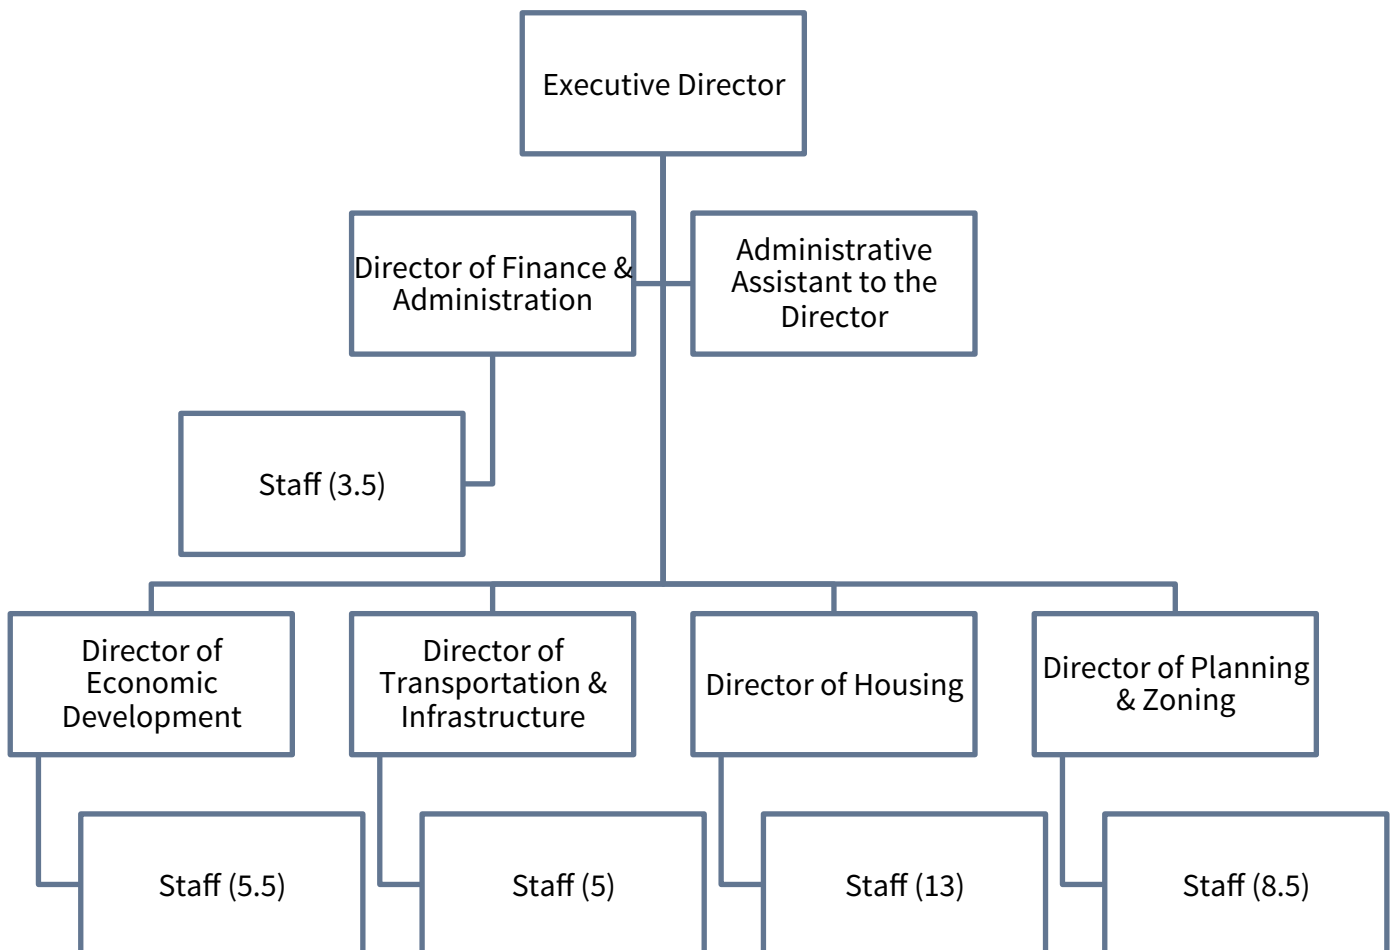 Executive Director
Director of Finance &
Administration
Administrative
Assistant to the
Director
Staff (3.5)
Director of
Economic
Development
Director of
Transportation &
Infrastructure
Director of Housing
Director of Planning
& Zoning
Staff (5.5)
Staff (5)
Staff (13)
Staff (8.5)